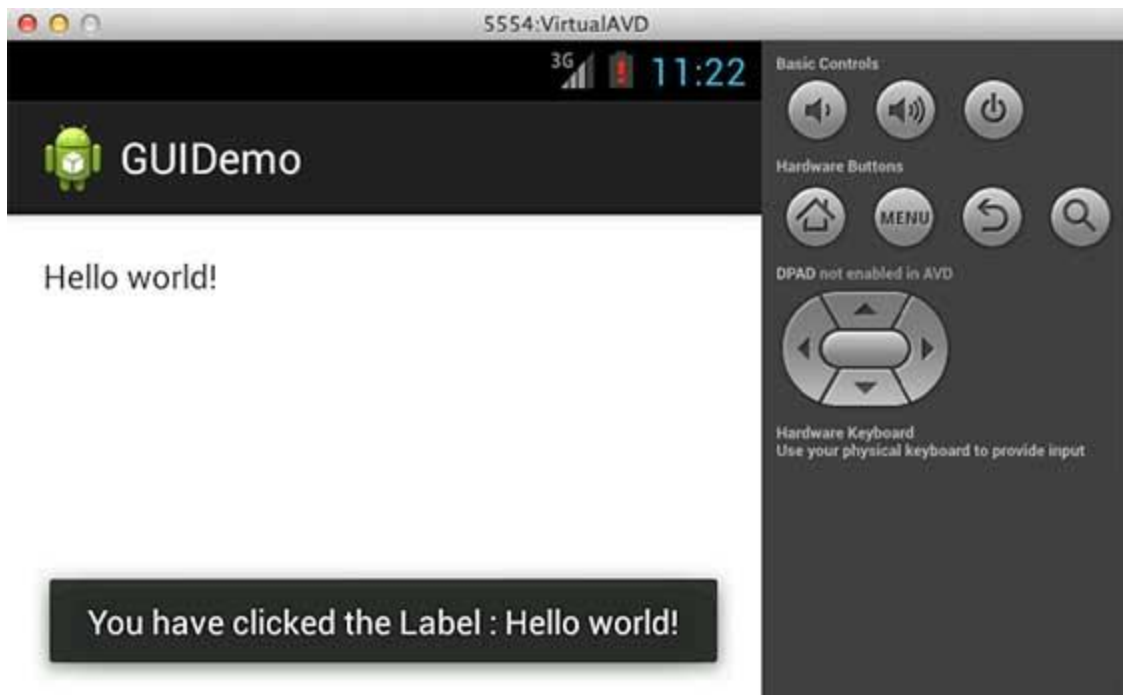 5554:VirtualAVD
3G 11:22
GUIDemo
Hello world!
You have clicked the Label : Hello world!
Basic Controls
Hardware Buttons
MENU
DPAD not enabled in AVD
Hardware Keyboard
Use your physical keyboard to provide input